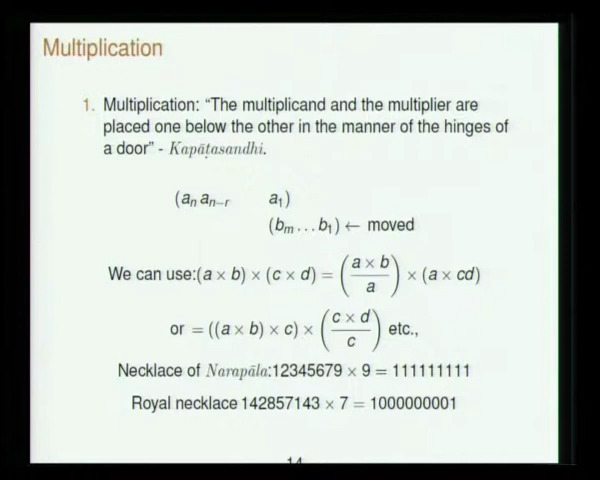 Multiplication
1. Multiplication: “The multiplicand and the multiplier are
placed one below the other in the manner of the hinges of
a door” - Kapāṭasandhi.
(aₙ aₙ₋ᵣ a₁)
(bₘ … b₁) ← moved
We can use:(a × b) × (c × d) = ((a × b)/a) × (a × cd)
or = ((a × b) × c) × ((c × d)/c) etc.,
Necklace of Narapāla:12345679 × 9 = 111111111
Royal necklace 142857143 × 7 = 1000000001
14